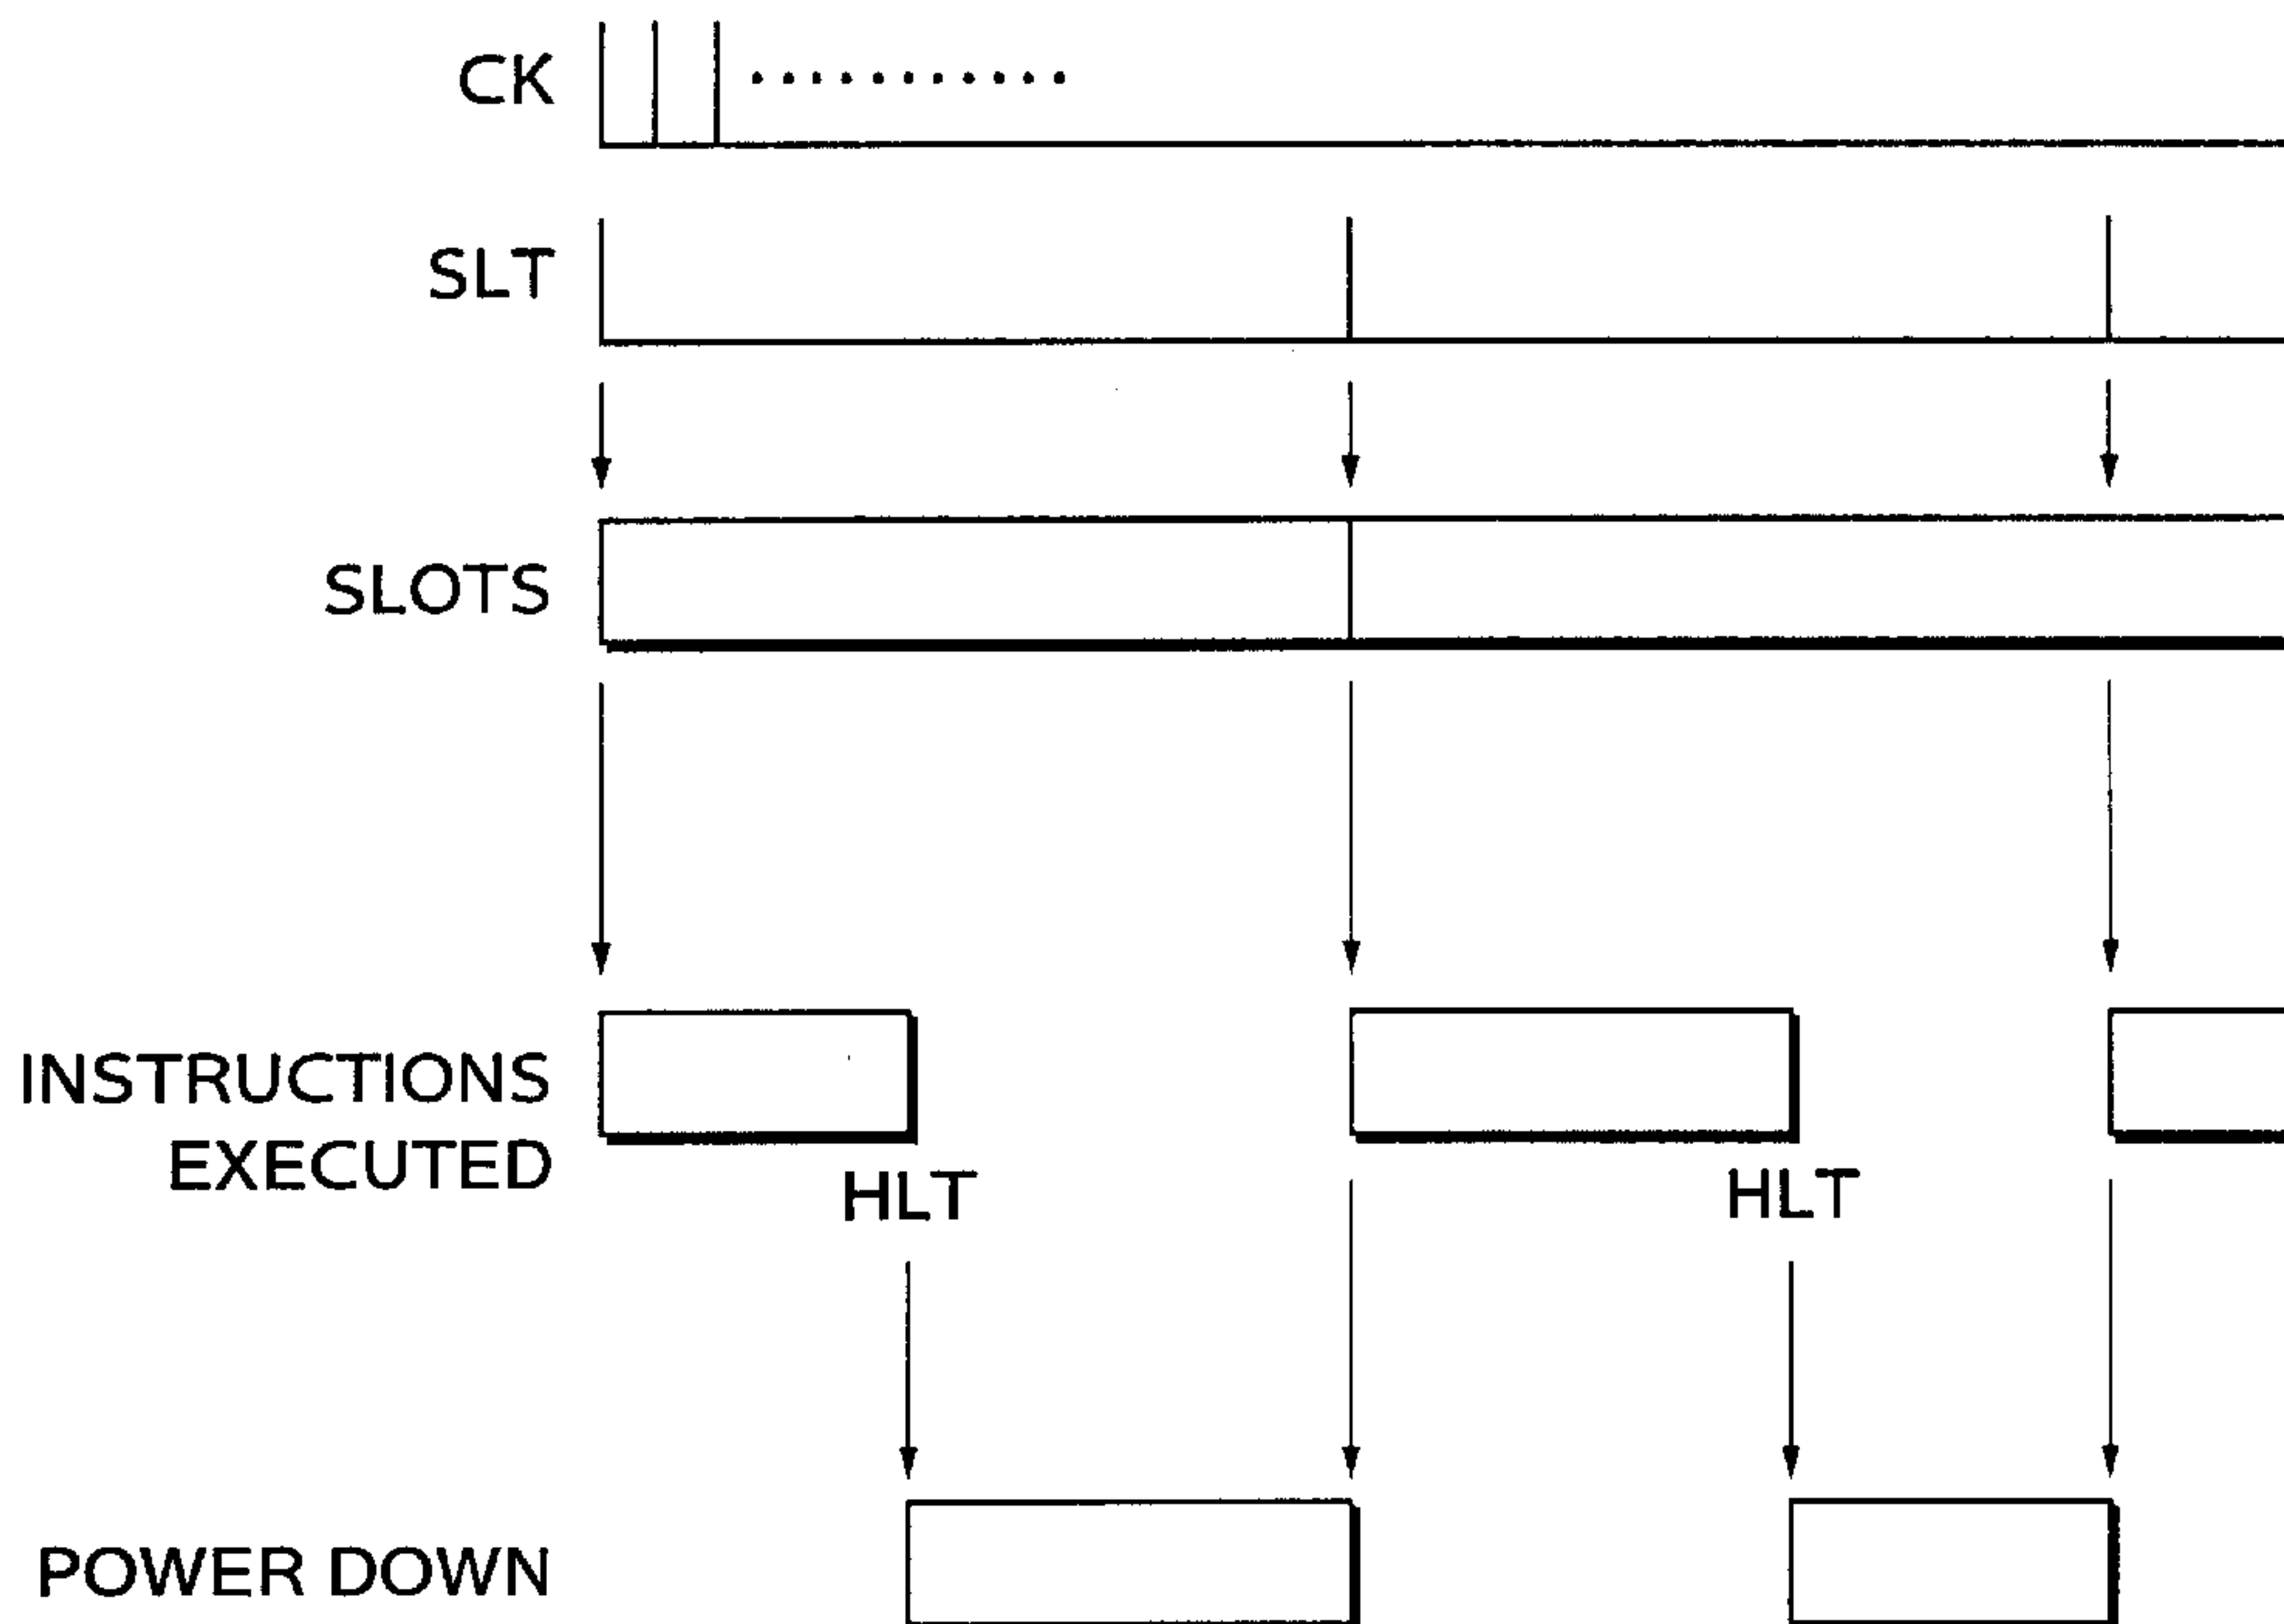 CK
SLT
SLOTS
INSTRUCTIONS
EXECUTED
HLT
HLT
POWER DOWN